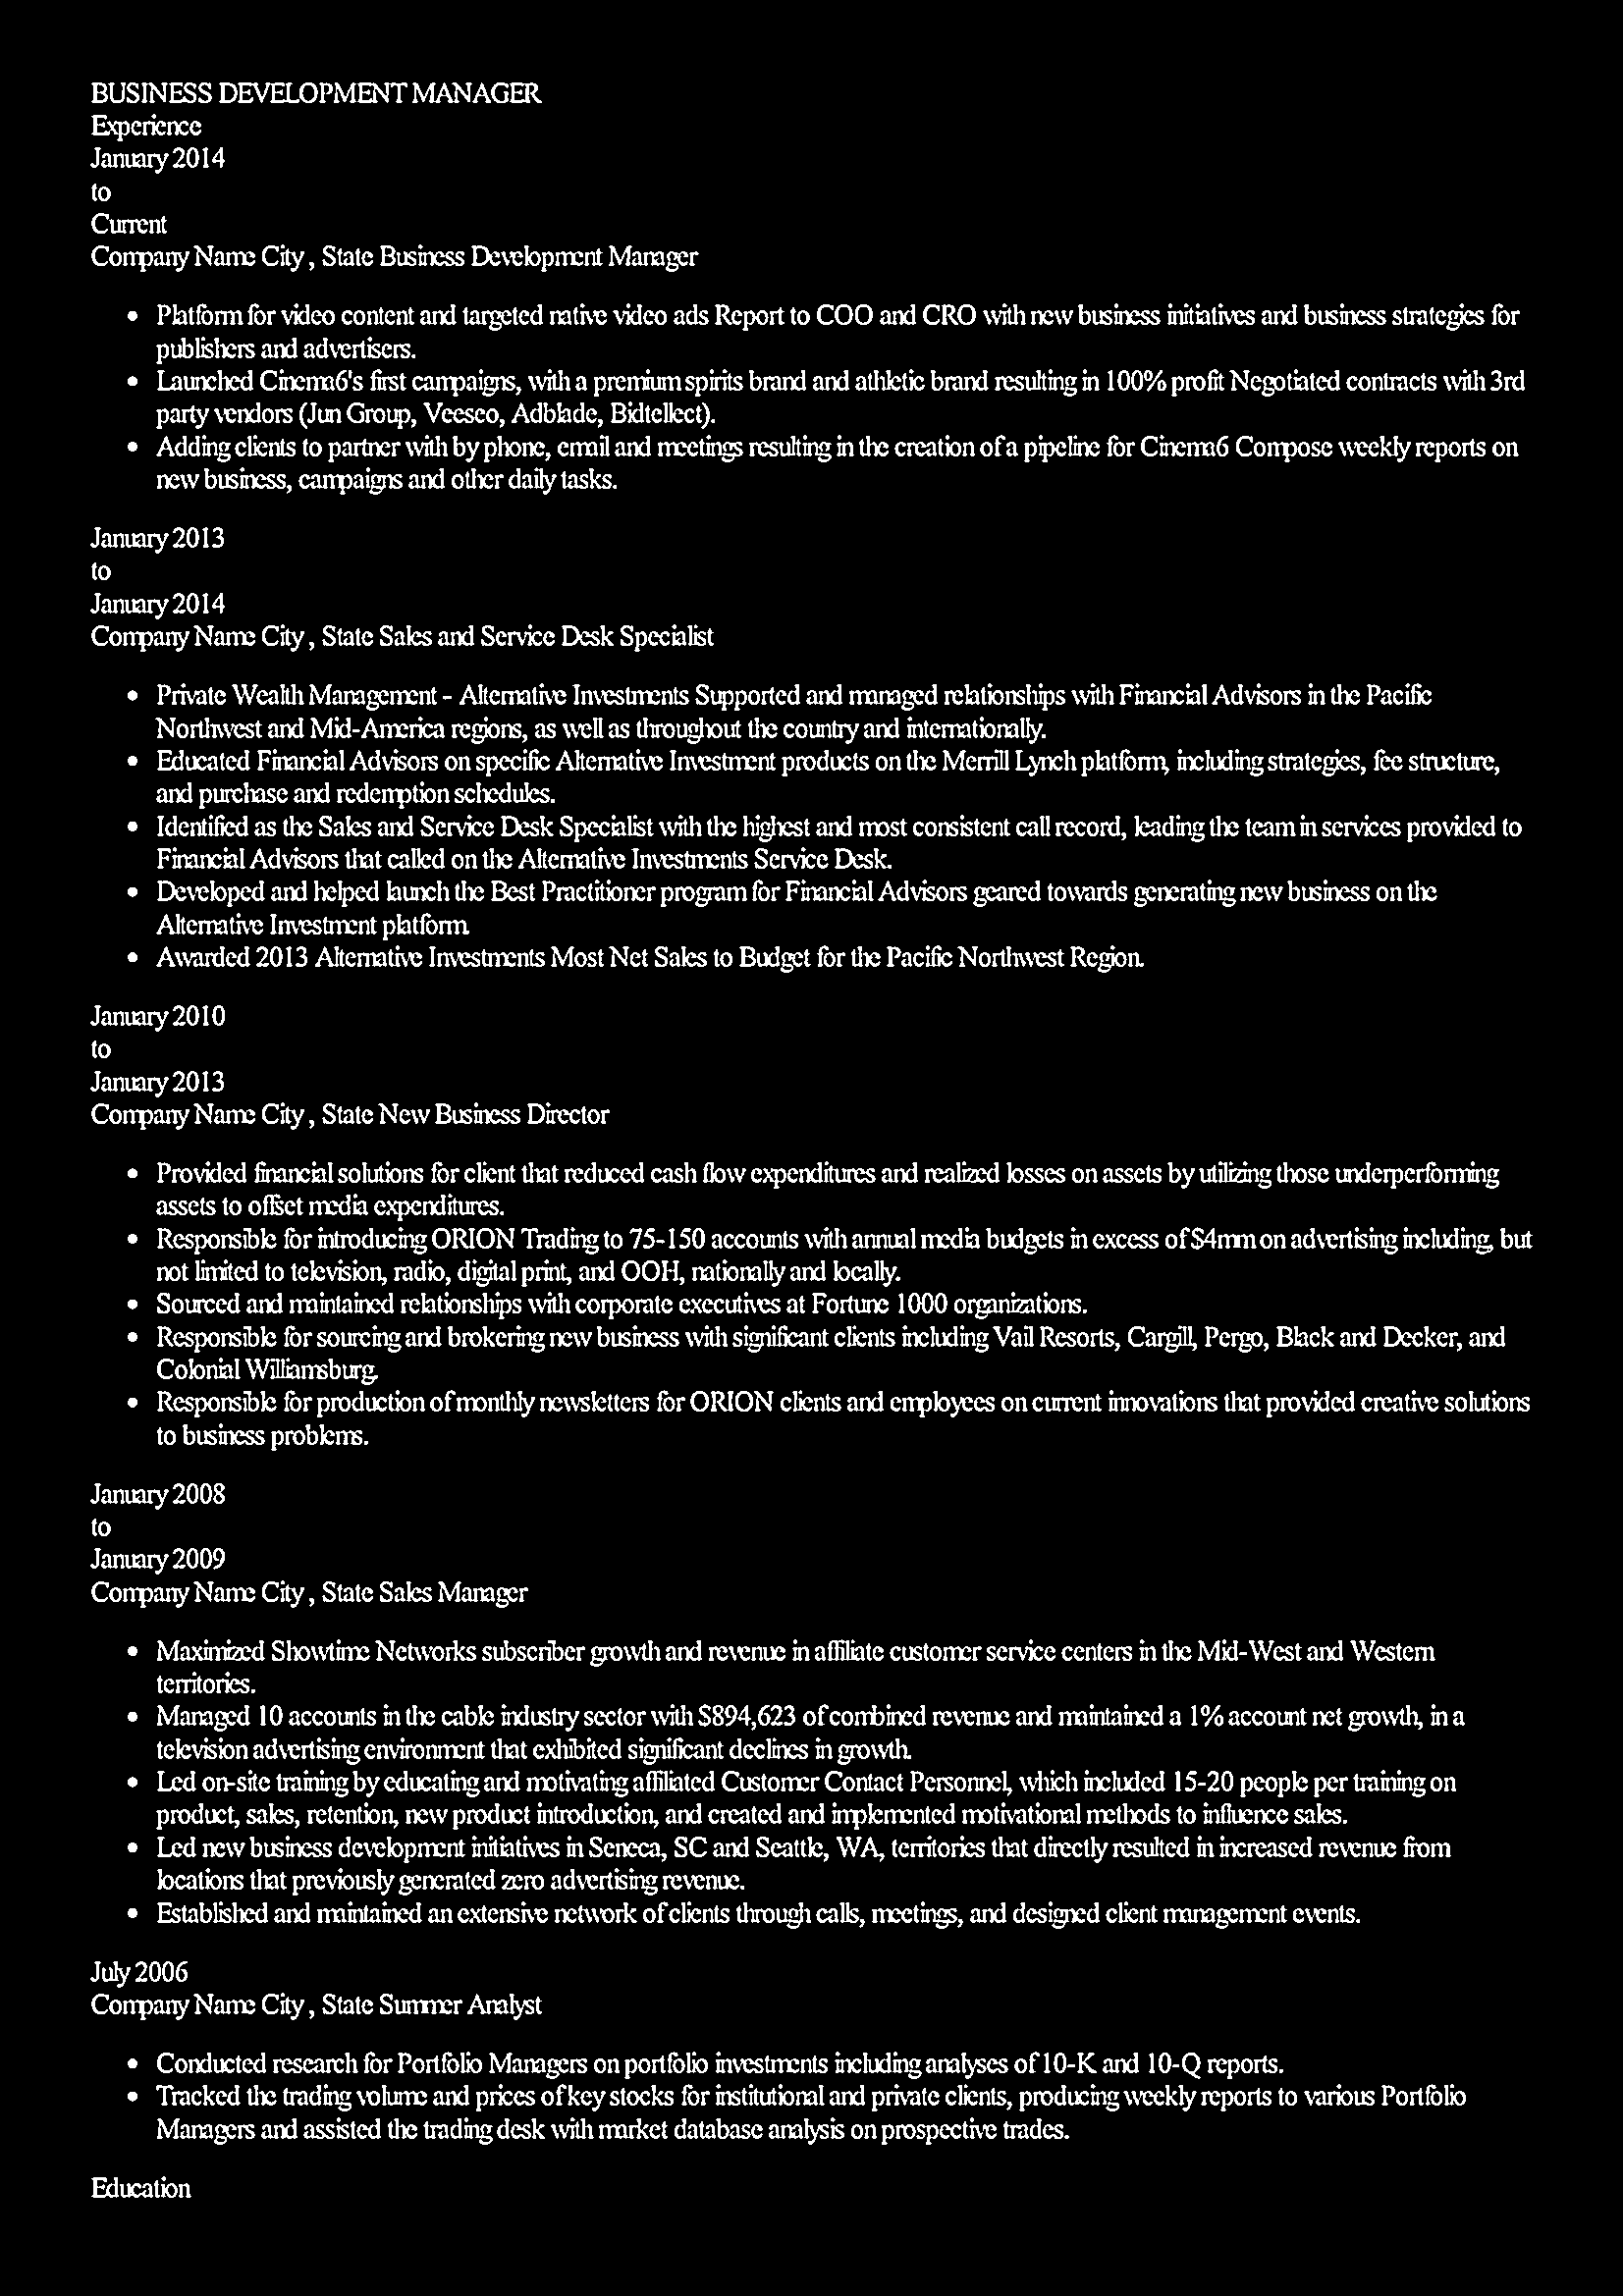 BUSINESS DEVELOPMENT MANAGER
Experience
January 2014
to
Current
Company Name City , State Business Development Manager
• Platform for video content and targeted native video ads Report to COO and CRO with new business initiatives and business strategies for
publishers and advertisers.
• Launched Cinema6's first campaigns, with a premium spirits brand and athletic brand resulting in 100% profit Negotiated contracts with 3rd
party vendors (Jun Group, Veeseo, Adblade, Bidtellect).
• Adding clients to partner with by phone, email and meetings resulting in the creation of a pipeline for Cinema6 Compose weekly reports on
new business, campaigns and other daily tasks.
January 2013
to
January 2014
Company Name City , State Sales and Service Desk Specialist
• Private Wealth Management - Alternative Investments Supported and managed relationships with Financial Advisors in the Pacific
Northwest and Mid-America regions, as well as throughout the country and internationally.
• Educated Financial Advisors on specific Alternative Investment products on the Merrill Lynch platform, including strategies, fee structure,
and purchase and redemption schedules.
• Identified as the Sales and Service Desk Specialist with the highest and most consistent call record, leading the team in services provided to
Financial Advisors that called on the Alternative Investments Service Desk.
• Developed and helped launch the Best Practitioner program for Financial Advisors geared towards generating new business on the
Alternative Investment platform.
• Awarded 2013 Alternative Investments Most Net Sales to Budget for the Pacific Northwest Region.
January 2010
to
January 2013
Company Name City , State New Business Director
• Provided financial solutions for client that reduced cash flow expenditures and realized losses on assets by utilizing those underperforming
assets to offset media expenditures.
• Responsible for introducing ORION Trading to 75-150 accounts with annual media budgets in excess of $4mm on advertising including, but
not limited to television, radio, digital print, and OOH, nationally and locally.
• Sourced and maintained relationships with corporate executives at Fortune 1000 organizations.
• Responsible for sourcing and brokering new business with significant clients including Vail Resorts, Cargill, Pergo, Black and Decker, and
Colonial Williamsburg.
• Responsible for production of monthly newsletters for ORION clients and employees on current innovations that provided creative solutions
to business problems.
January 2008
to
January 2009
Company Name City , State Sales Manager
• Maximized Showtime Networks subscriber growth and revenue in affiliate customer service centers in the Mid-West and Western
territories.
• Managed 10 accounts in the cable industry sector with $894,623 of combined revenue and maintained a 1% account net growth, in a
television advertising environment that exhibited significant declines in growth.
• Led on-site training by educating and motivating affiliated Customer Contact Personnel, which included 15-20 people per training on
product, sales, retention, new product introduction, and created and implemented motivational methods to influence sales.
• Led new business development initiatives in Seneca, SC and Seattle, WA, territories that directly resulted in increased revenue from
locations that previously generated zero advertising revenue.
• Established and maintained an extensive network of clients through calls, meetings, and designed client management events.
July 2006
Company Name City , State Summer Analyst
• Conducted research for Portfolio Managers on portfolio investments including analyses of 10-K and 10-Q reports.
• Tracked the trading volume and prices of key stocks for institutional and private clients, producing weekly reports to various Portfolio
Managers and assisted the trading desk with market database analysis on prospective trades.
Education